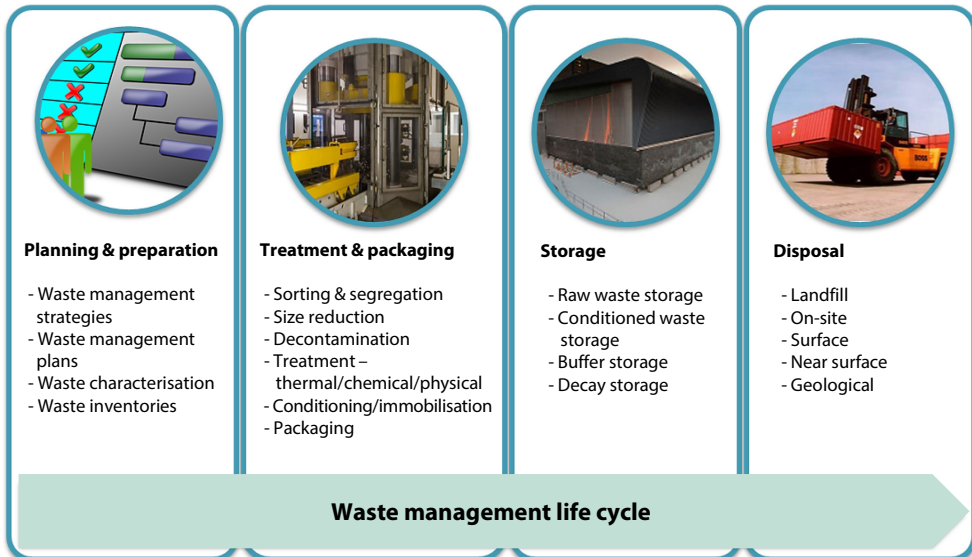 Planning & preparation
- Waste management
strategies
- Waste management
plans
- Waste characterisation
- Waste inventories
Treatment & packaging
- Sorting & segregation
- Size reduction
- Decontamination
- Treatment –
thermal/chemical/physical
- Conditioning/immobilisation
- Packaging
Storage
- Raw waste storage
- Conditioned waste
storage
- Buffer storage
- Decay storage
BOSS
Disposal
- Landfill
- On-site
- Surface
- Near surface
- Geological
Waste management life cycle